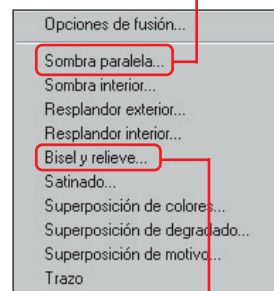 Opciones de fusión...
Sombra paralela...
Sombra interior...
Resplandor exterior...
Resplandor interior...
Bisel y relieve...
Satinado...
Superposición de colores...
Superposición de degradado...
Superposición de motivo...
Trazo